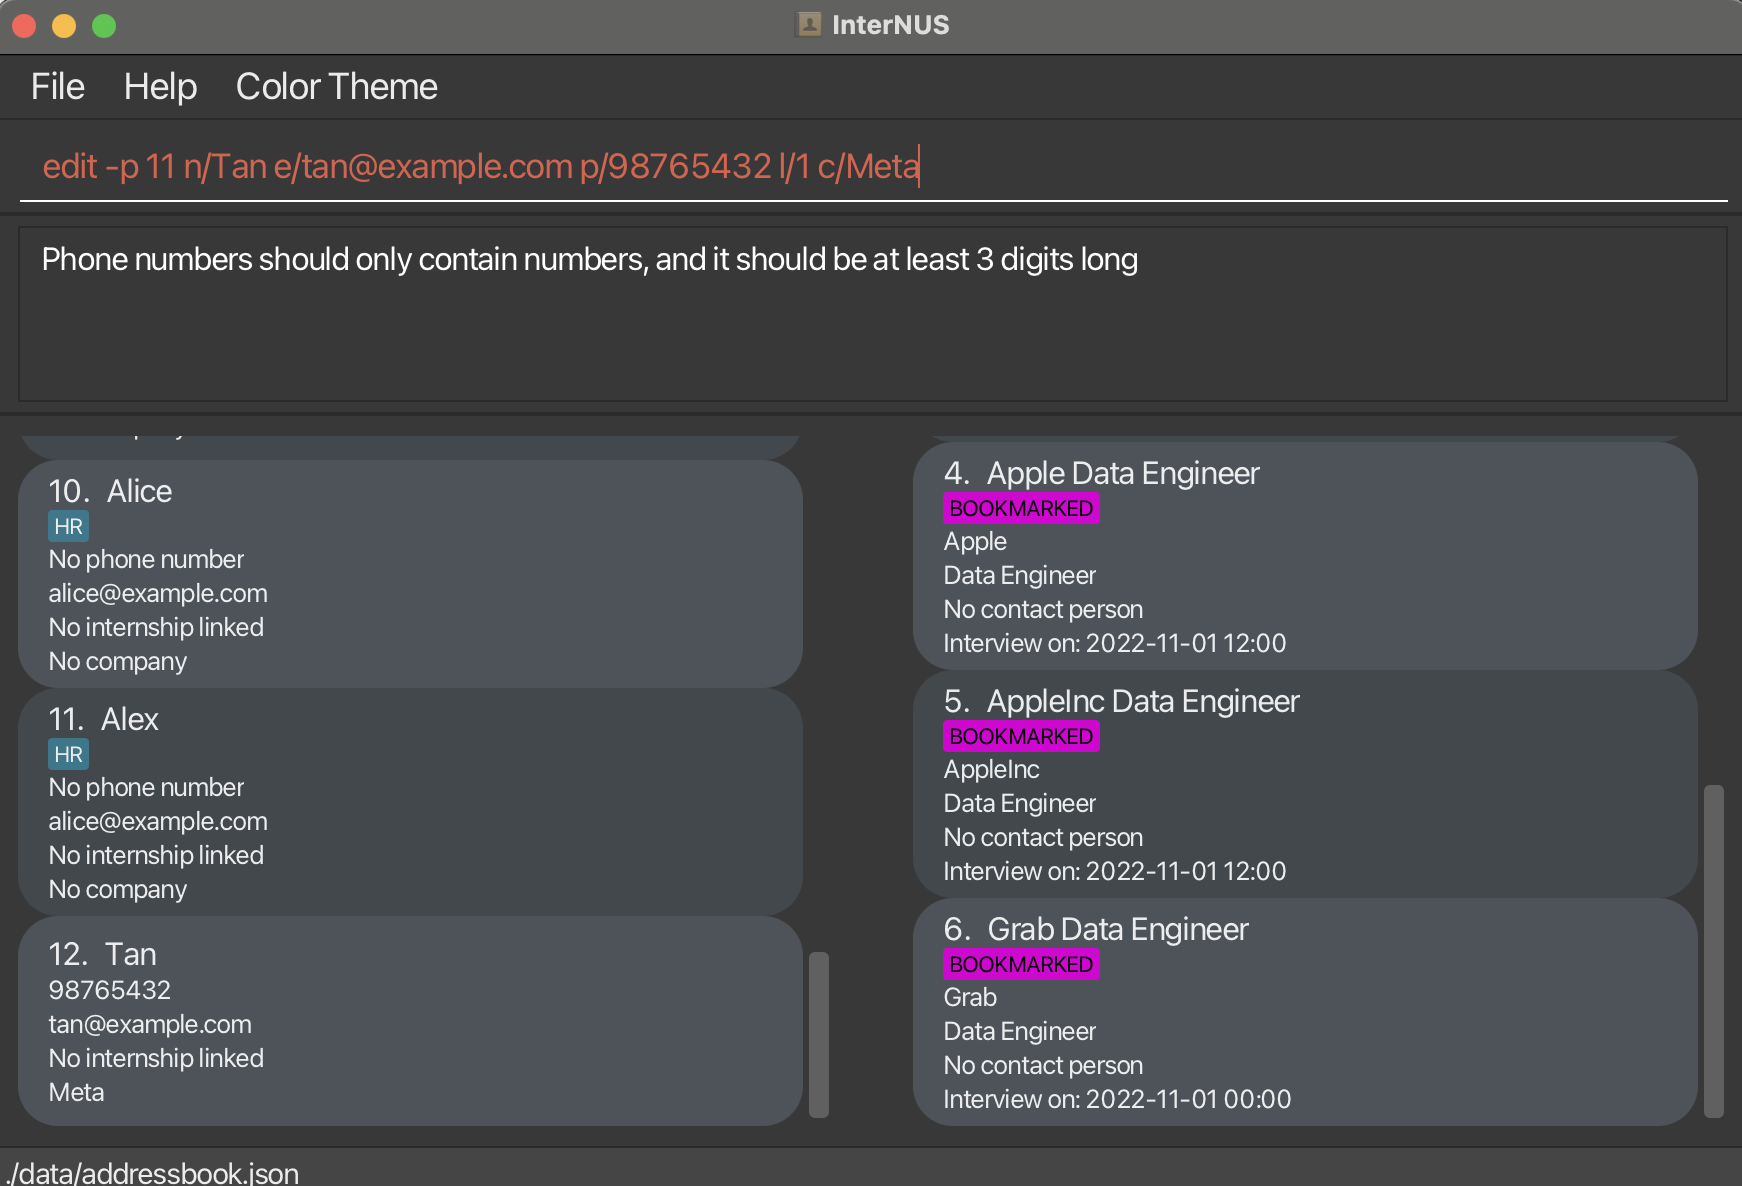 InterNUS
File Help Color Theme
edit -p 11 n/Tan e/tan@example.com p/98765432 l/1 c/Meta
Phone numbers should only contain numbers, and it should be at least 3 digits long
10. Alice
HR
No phone number
alice@example.com
No internship linked
No company
11. Alex
HR
No phone number
alice@example.com
No internship linked
No company
12. Tan
98765432
tan@example.com
No internship linked
Meta
4. Apple Data Engineer
BOOKMARKED
Apple
Data Engineer
No contact person
Interview on: 2022-11-01 12:00
5. AppleInc Data Engineer
BOOKMARKED
AppleInc
Data Engineer
No contact person
Interview on: 2022-11-01 12:00
6. Grab Data Engineer
BOOKMARKED
Grab
Data Engineer
No contact person
Interview on: 2022-11-01 00:00
./data/addressbook.json